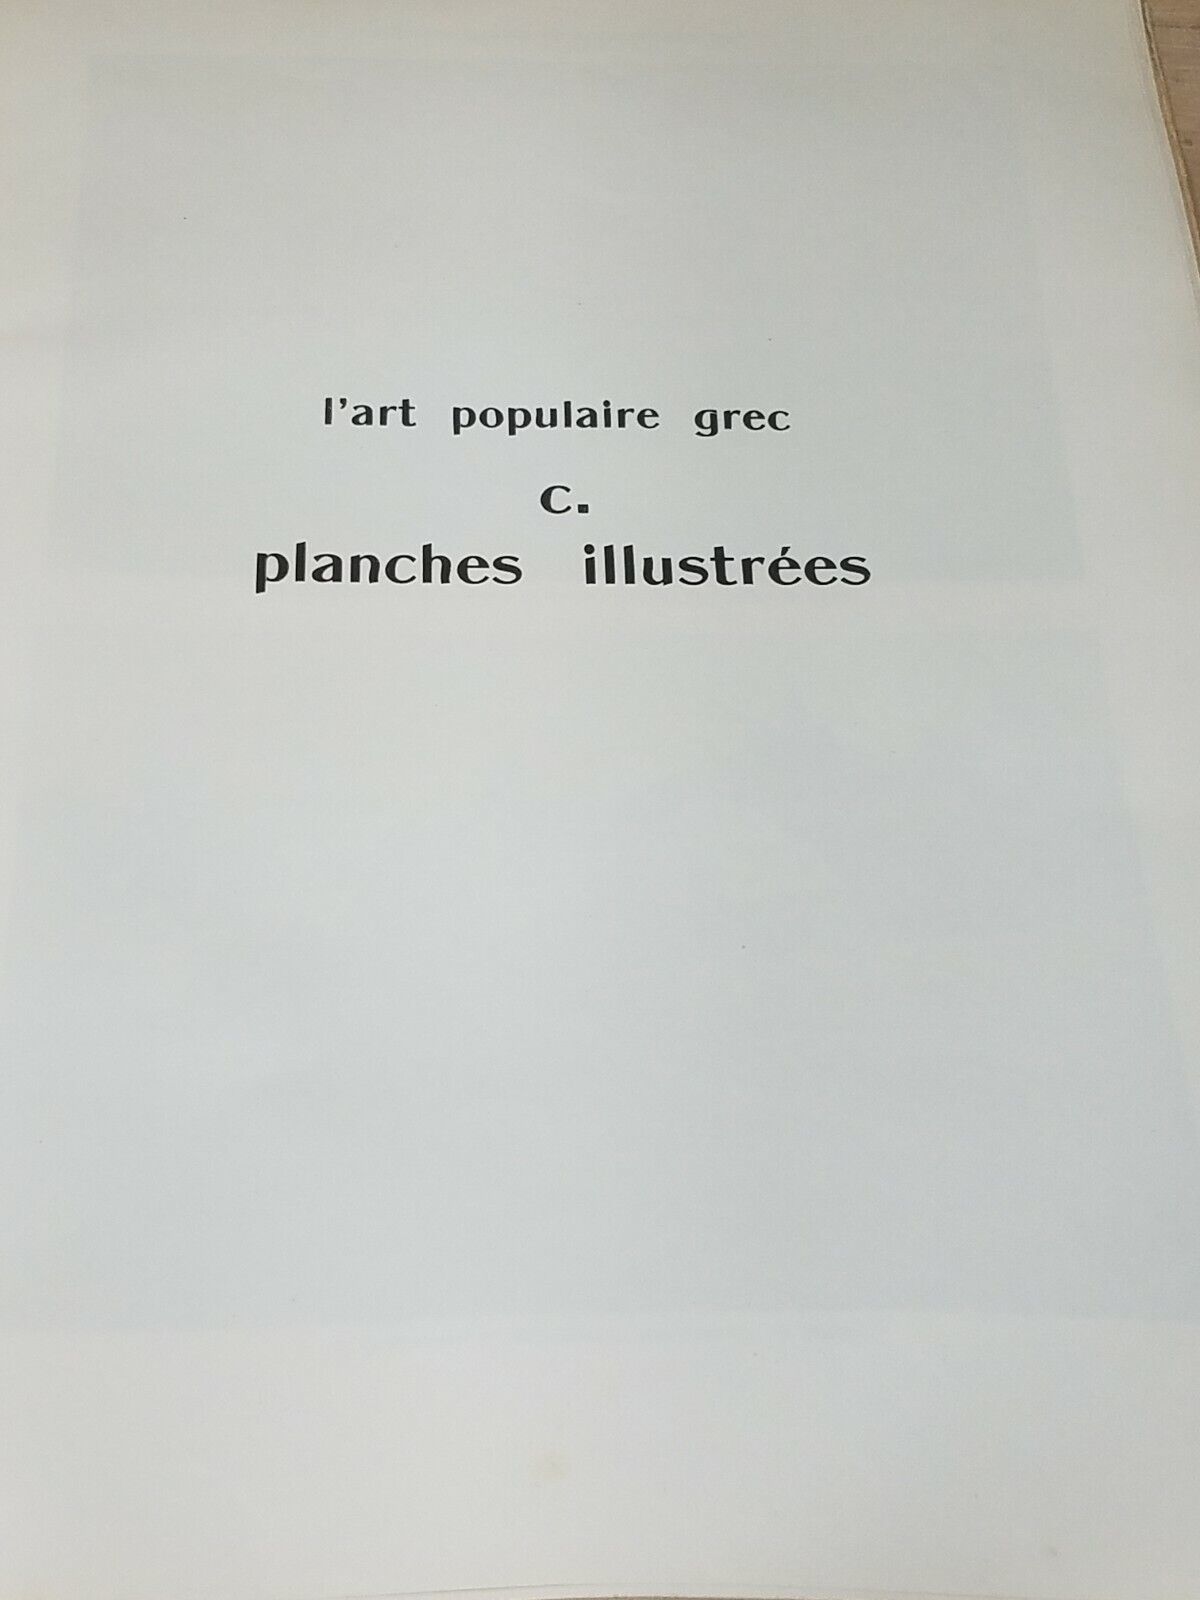 l'art populaire grec
c.
planches illustrées